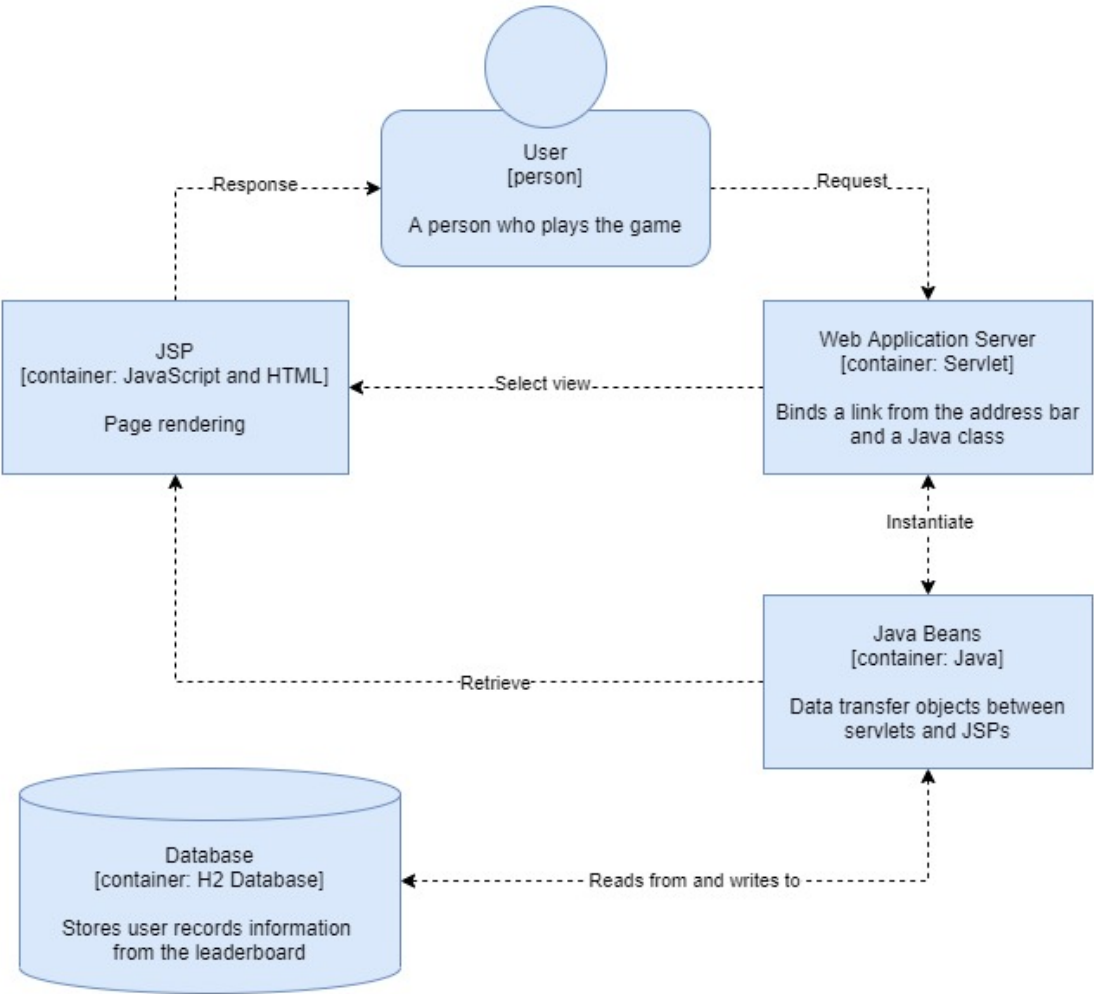 User
[person]
A person who plays the game
Response
Request
JSP
[container: JavaScript and HTML]
Page rendering
Select view
Web Application Server
[container: Servlet]
Binds a link from the address bar
and a Java class
Instantiate
Java Beans
[container: Java]
Data transfer objects between
servlets and JSPs
Retrieve
Database
[container: H2 Database]
Stores user records information
from the leaderboard
Reads from and writes to